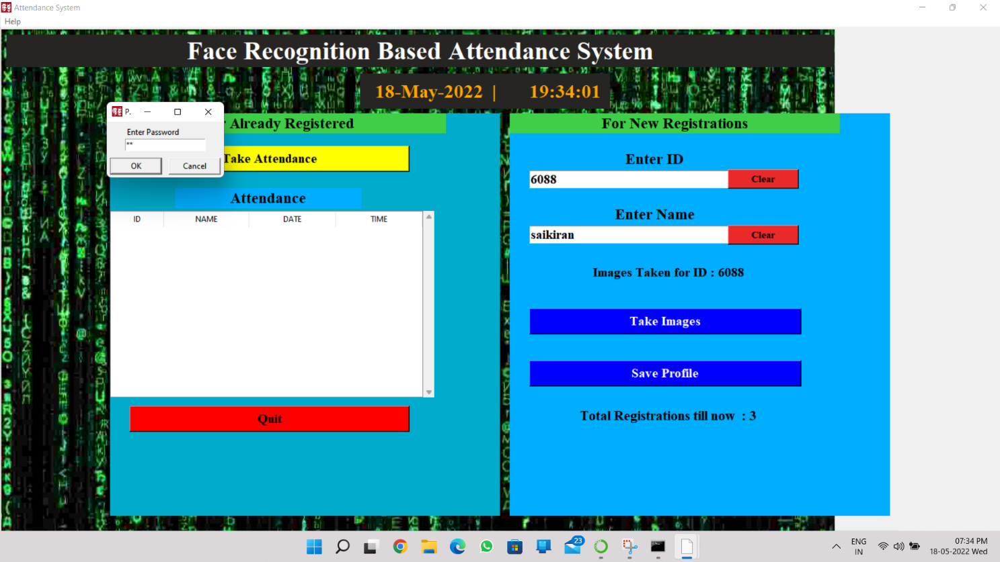 Attendance System
Help
Face Recognition Based Attendance System
18-May-2022 | 19:34:01
P.
Enter Password
**
OK Cancel
Already Registered
Take Attendance
Attendance
ID NAME DATE TIME
Quit
For New Registrations
Enter ID
6088 Clear
Enter Name
saikiran Clear
Images Taken for ID : 6088
Take Images
Save Profile
Total Registrations till now : 3
23
ENG
IN
07:34 PM
18-05-2022 Wed